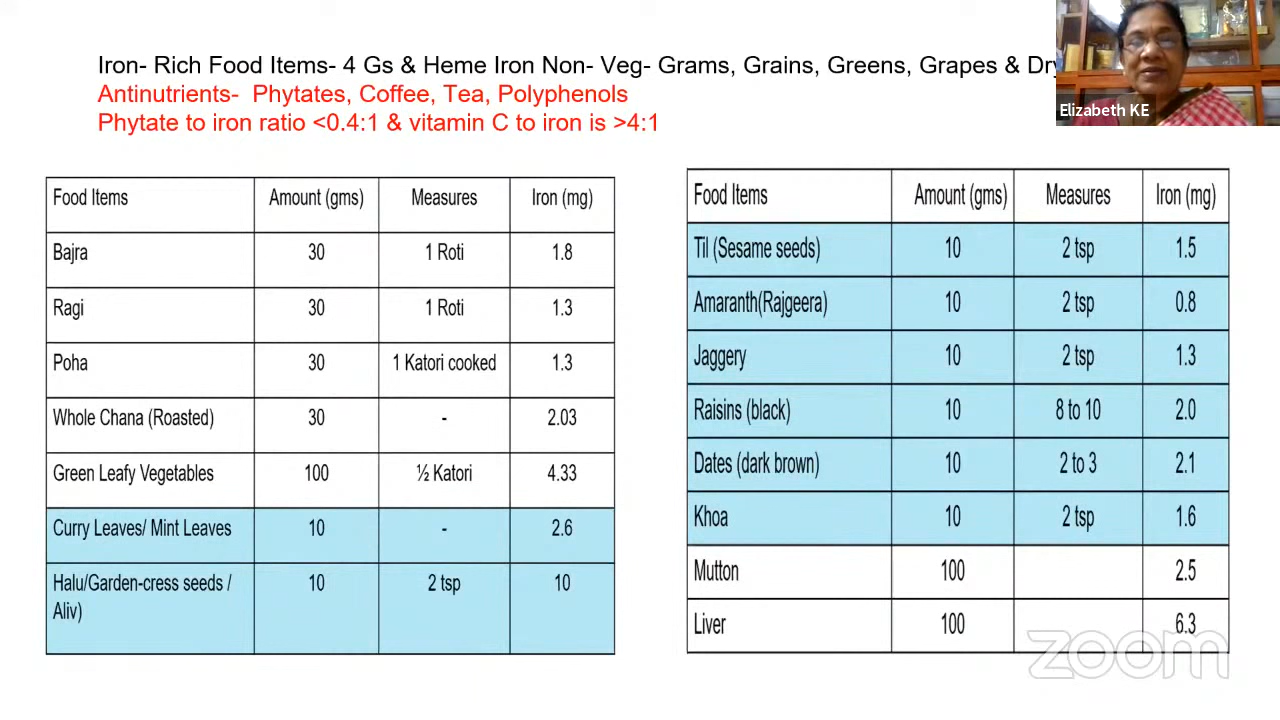 Iron- Rich Food Items- 4 Gs & Heme Iron Non- Veg- Grams, Grains, Greens, Grapes & Dry
Antinutrients- Phytates, Coffee, Tea, Polyphenols
Phytate to iron ratio <0.4:1 & vitamin C to iron is >4:1
Elizabeth KE
Food Items Amount (gms) Measures Iron (mg)
Bajra 30 1 Roti 1.8
Ragi 30 1 Roti 1.3
Poha 30 1 Katori cooked 1.3
Whole Chana (Roasted) 30 - 2.03
Green Leafy Vegetables 100 ½ Katori 4.33
Curry Leaves/ Mint Leaves 10 - 2.6
Halu/Garden-cress seeds / 10 2 tsp 10
Aliv)
Food Items Amount (gms) Measures Iron (mg)
Til (Sesame seeds) 10 2 tsp 1.5
Amaranth(Rajgeera) 10 2 tsp 0.8
Jaggery 10 2 tsp 1.3
Raisins (black) 10 8 to 10 2.0
Dates (dark brown) 10 2 to 3 2.1
Khoa 10 2 tsp 1.6
Mutton 100 2.5
Liver 100 6.3
zoom